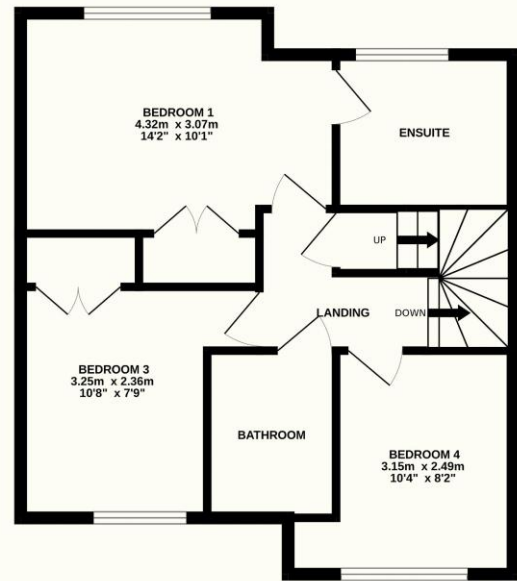 BEDROOM 1
4.32m x 3.07m
14'2" x 10'1"
ENSUITE
UP
LANDING
DOWN
BEDROOM 3
3.25m x 2.36m
10'8" x 7'9"
BATHROOM
BEDROOM 4
3.15m x 2.49m
10'4" x 8'2"